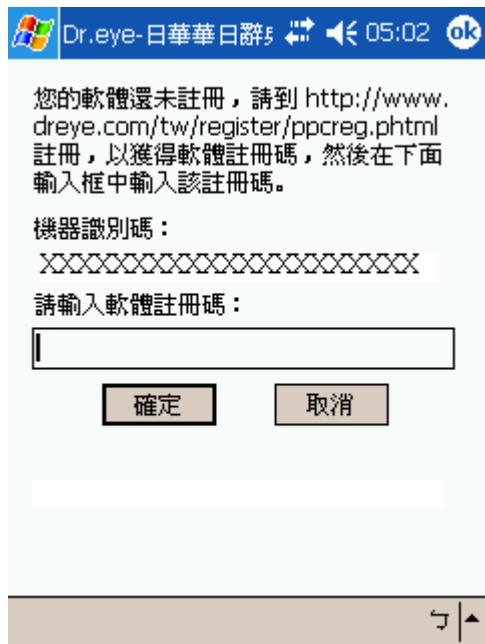 Dr.eye-日華華日辭 05:02 ok
您的軟體還未註冊，請到 http://www.
dreye.com/tw/register/ppcreg.phtml
註冊，以獲得軟體註冊碼，然後在下面
輸入框中輸入該註冊碼。
機器識別碼：
XXXXXXXXXXXXXXXXXXXXXXX
請輸入軟體註冊碼：
確定 取消
ㄅ